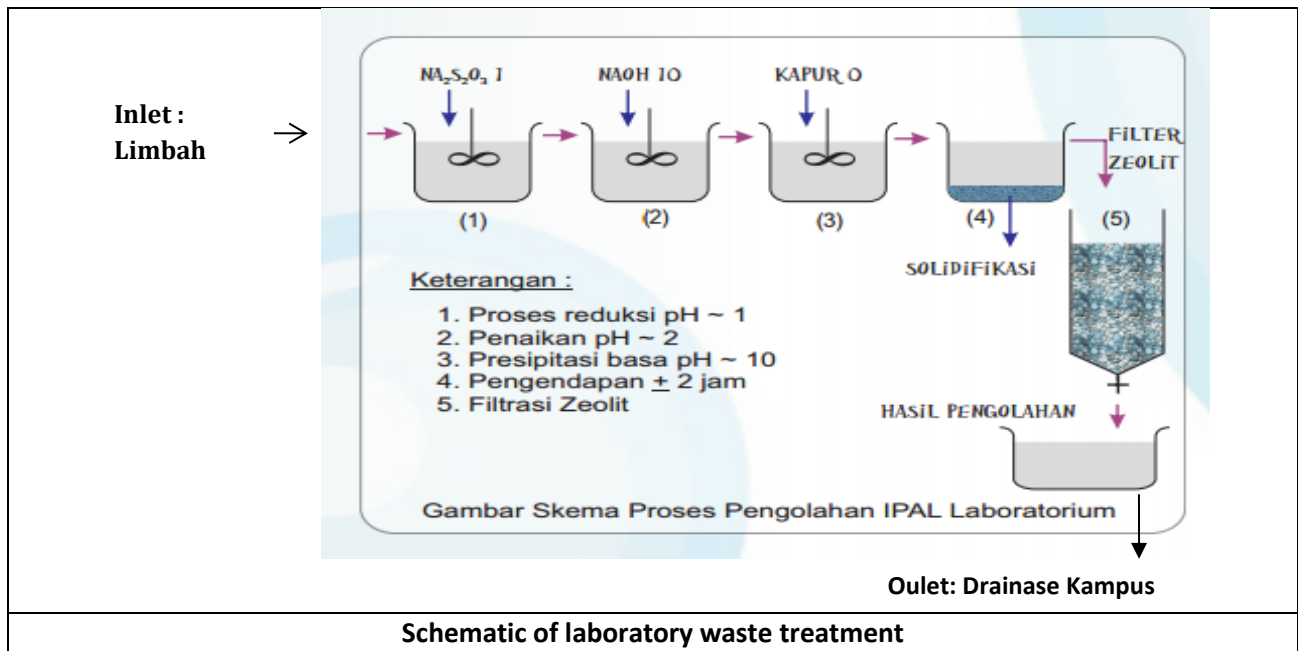 NA₂S₂O₃ I
NAOH 10
KAPUR O
Inlet :
Limbah
FILTER
ZEOLIT
(1)
(2)
(3)
(4)
(5)
SOLIDIFIKASI
Keterangan :
1. Proses reduksi pH ~ 1
2. Penaikan pH ~ 2
3. Presipitasi basa pH ~ 10
4. Pengendapan ± 2 jam
5. Filtrasi Zeolit
HASIL PENGOLAHAN
Gambar Skema Proses Pengolahan IPAL Laboratorium
Oulet: Drainase Kampus
Schematic of laboratory waste treatment